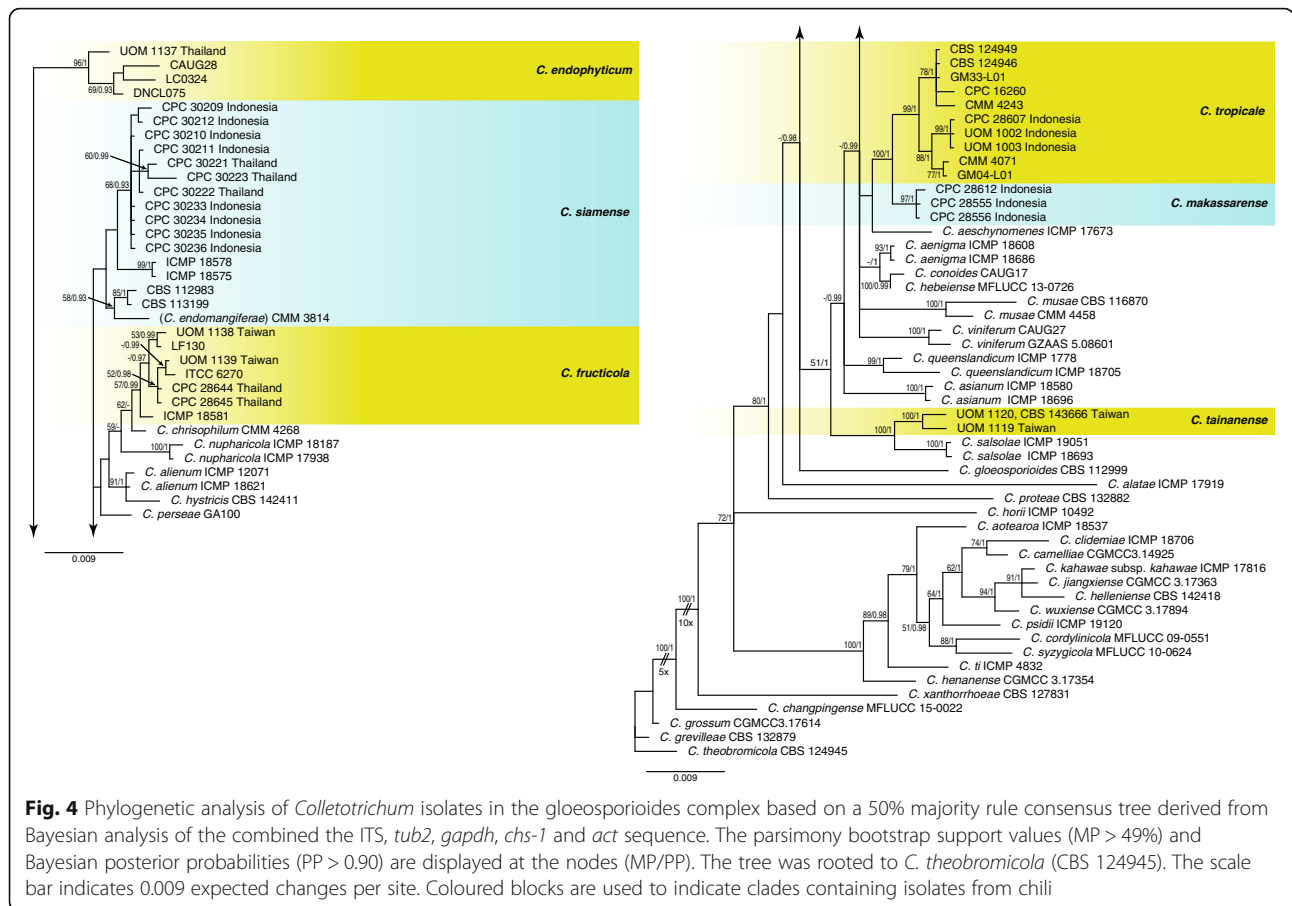 96/1
UOM 1137 Thailand
CAUG28
LC0324
69/0.93
DNCL075
C. endophyticum
CPC 30209 Indonesia
CPC 30212 Indonesia
CPC 30210 Indonesia
CPC 30211 Indonesia
60/0.99
CPC 30221 Thailand
CPC 30223 Thailand
68/0.93
CPC 30222 Thailand
CPC 30233 Indonesia
CPC 30234 Indonesia
C. siamense
CPC 30235 Indonesia
CPC 30236 Indonesia
99/1
ICMP 18578
ICMP 18575
85/1
CBS 112983
58/0.93
CBS 113199
(C. endomangiferae) CMM 3814
53/0.99
UOM 1138 Taiwan
-/0.99
LF130
-/0.97
UOM 1139 Taiwan
52/0.98
ITCC 6270
C. fructicola
57/0.99
CPC 28644 Thailand
CPC 28645 Thailand
62/-
ICMP 18581
C. chrisophilum CMM 4268
59/-
100/1
C. nupharicola ICMP 18187
C. nupharicola ICMP 17938
C. alienum ICMP 12071
91/1
C. alienum ICMP 18621
C. hystricis CBS 142411
C. perseae GA100
0.009
CBS 124949
78/1
CBS 124946
GM33-L01
CPC 16260
99/1
CMM 4243
C. tropicale
CPC 28607 Indonesia
99/1
UOM 1002 Indonesia
-/0.98
UOM 1003 Indonesia
-/0.99
100/1
88/1
CMM 4071
77/1
GM04-L01
97/1
CPC 28612 Indonesia
CPC 28555 Indonesia
C. makassarense
CPC 28556 Indonesia
C. aeschynomenes ICMP 17673
93/1
C. aenigma ICMP 18608
C. aenigma ICMP 18686
-/1
C. conoides CAUG17
100/0.99
C. hebeiense MFLUCC 13-0726
-/0.99
100/1
C. musae CBS 116870
C. musae CMM 4458
100/1
C. viniferum CAUG27
C. viniferum GZAAS 5.08601
51/1
99/1
C. queenslandicum ICMP 1778
C. queenslandicum ICMP 18705
100/1
C. asianum ICMP 18580
C. asianum ICMP 18696
80/1
100/1
UOM 1120, CBS 143666 Taiwan
C. tainanense
100/1
UOM 1119 Taiwan
100/1
C. salsolae ICMP 19051
C. salsolae ICMP 18693
C. gloeosporioides CBS 112999
C. alatae ICMP 17919
C. proteae CBS 132882
72/1
C. horii ICMP 10492
C. aotearoa ICMP 18537
74/1
C. clidemiae ICMP 18706
79/1
C. camelliae CGMCC3.14925
62/1
C. kahawae subsp. kahawae ICMP 17816
91/1
C. jiangxiense CGMCC 3.17363
64/1
94/1
C. helleniense CBS 142418
100/1
C. wuxiense CGMCC 3.17894
10x
89/0.98
51/0.98
C. psidii ICMP 19120
88/1
C. cordylinicola MFLUCC 09-0551
100/1
100/1
C. syzygicola MFLUCC 10-0624
5x
C. ti ICMP 4832
C. henanense CGMCC 3.17354
C. xanthorrhoeae CBS 127831
C. changpingense MFLUCC 15-0022
C. grossum CGMCC3.17614
C. grevilleae CBS 132879
C. theobromicola CBS 124945
0.009
Fig. 4 Phylogenetic analysis of Colletotrichum isolates in the gloeosporioides complex based on a 50% majority rule consensus tree derived from
Bayesian analysis of the combined the ITS, tub2, gapdh, chs-1 and act sequence. The parsimony bootstrap support values (MP > 49%) and
Bayesian posterior probabilities (PP > 0.90) are displayed at the nodes (MP/PP). The tree was rooted to C. theobromicola (CBS 124945). The scale
bar indicates 0.009 expected changes per site. Coloured blocks are used to indicate clades containing isolates from chili